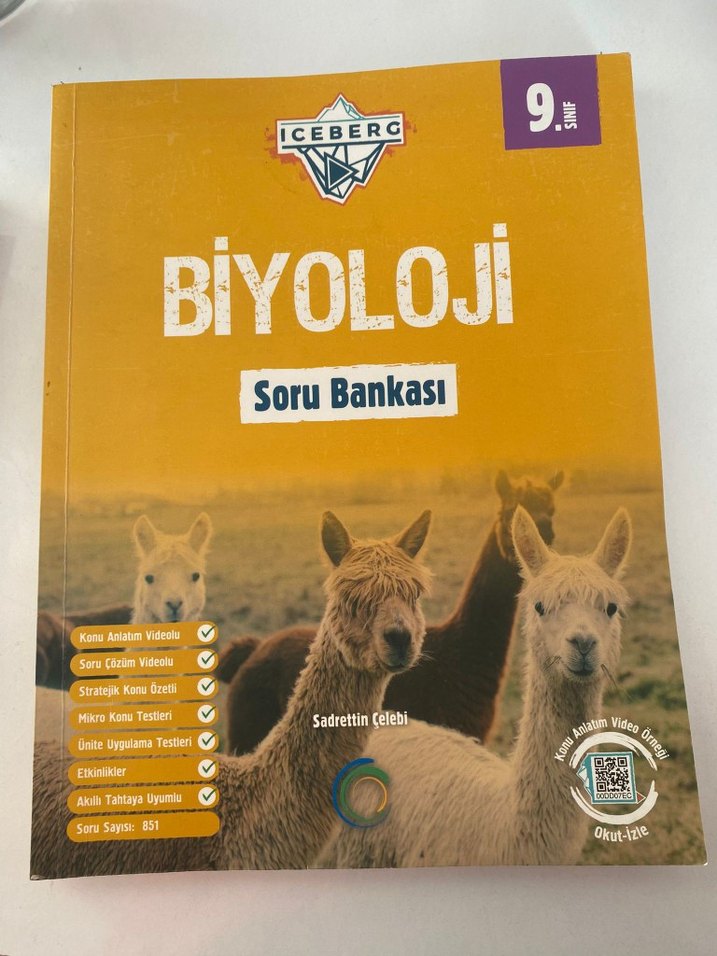 9. SINIF
ICEBERG
BİYOLOJİ
Soru Bankası
Konu Anlatım Videolu
Soru Çözüm Videolu
Stratejik Konu Özetli
Mikro Konu Testleri
Ünite Uygulama Testleri
Etkinlikler
Akıllı Tahtaya Uyumlu
Soru Sayısı: 851
Sadrettin Çelebi
Konu Anlatım Video Örneği
00DD07EC
Okut-İzle